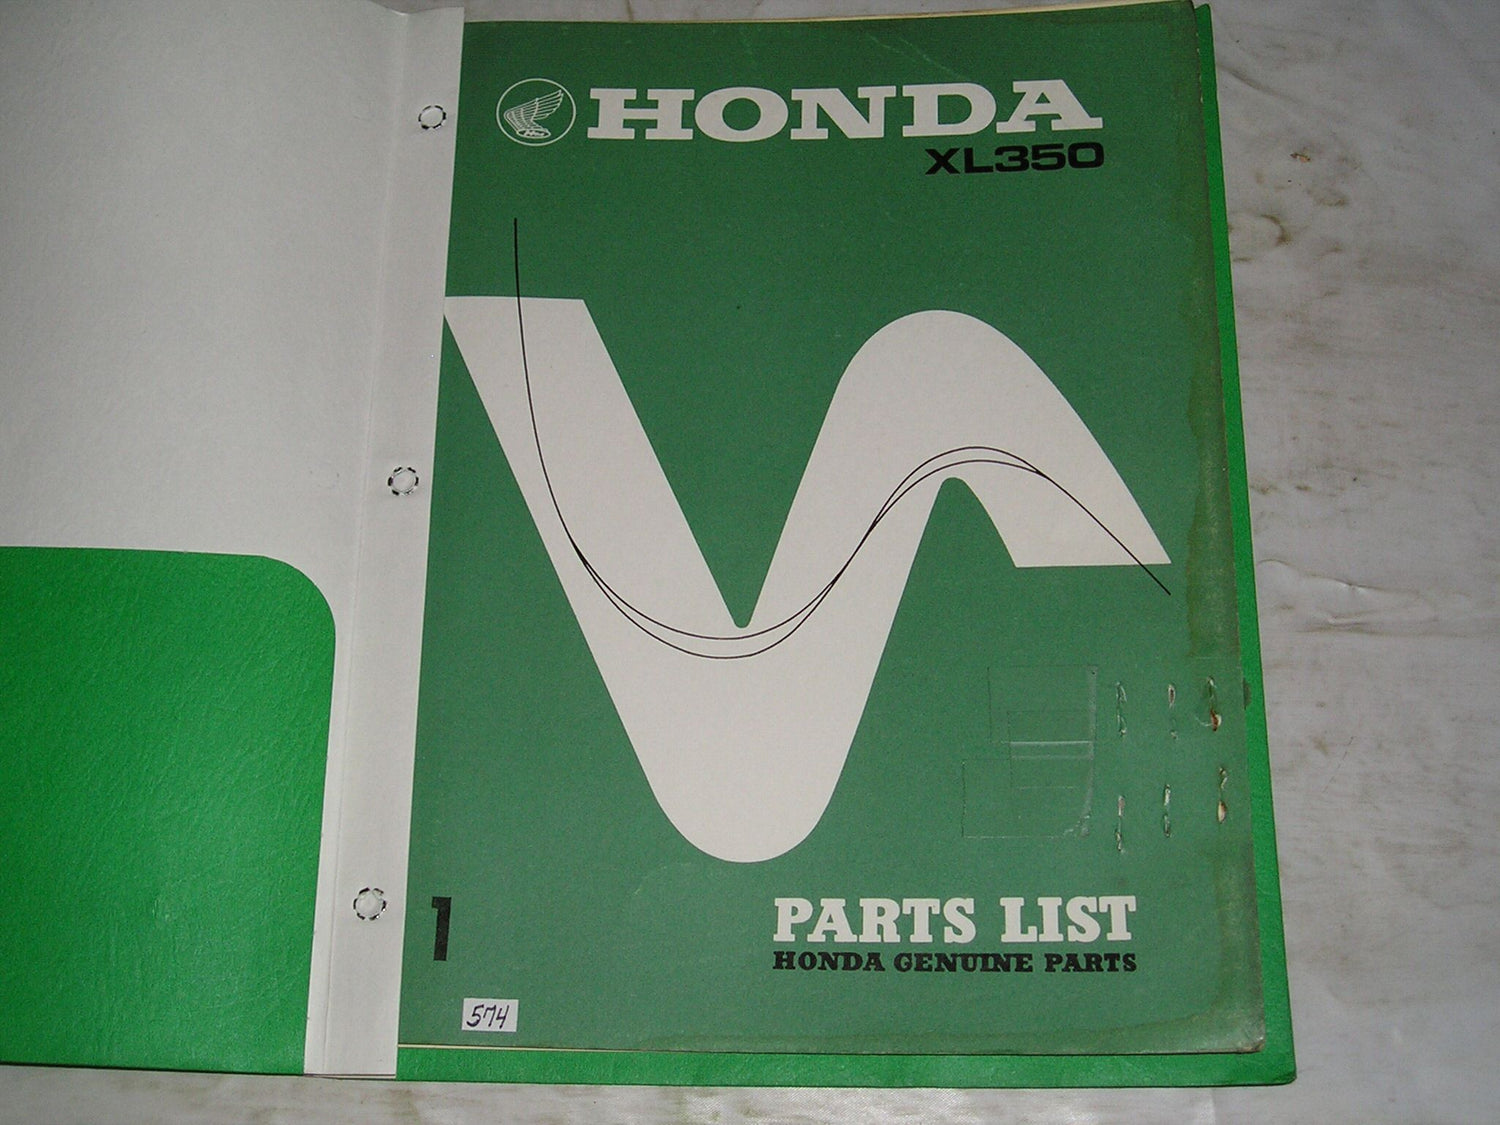 HONDA
XL350
1
PARTS LIST
HONDA GENUINE PARTS
574